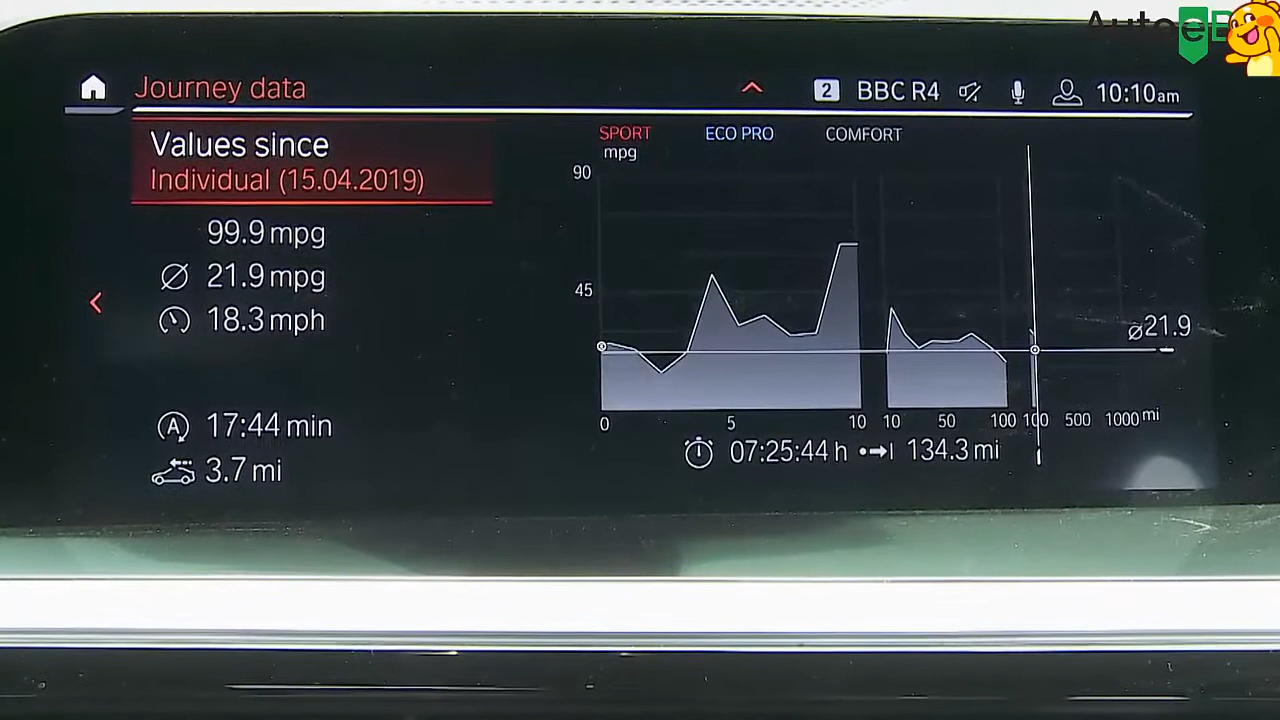 Journey data
2 BBC R4 10:10am
Values since
Individual (15.04.2019)
99.9 mpg
21.9 mpg
18.3 mph
17:44 min
3.7 mi
SPORT ECO PRO COMFORT
mpg
90
45
⌀21.9
0 5 10 10 50 100 100 500 1000 mi
07:25:44 h 134.3 mi